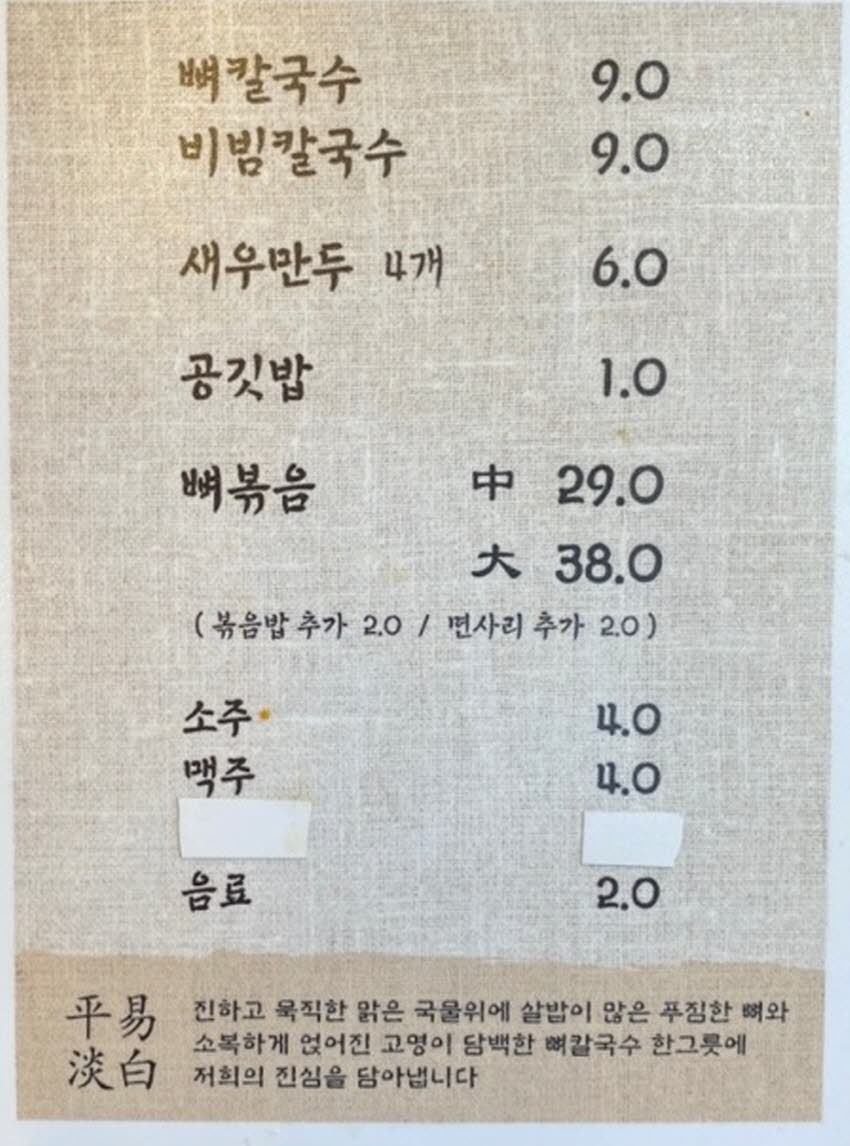 뼈칼국수 9.0
비빔칼국수 9.0
새우만두 4개 6.0
공깃밥 1.0
뼈볶음 中 29.0
大 38.0
( 볶음밥 추가 2.0 / 면사리 추가 2.0 )
소주 4.0
맥주 4.0
음료 2.0
平易
淡白
진하고 묵직한 맑은 국물위에 살밥이 많은 푸짐한 뼈와
소복하게 얹어진 고명이 담백한 뼈칼국수 한그릇에
저희의 진심을 담아냅니다